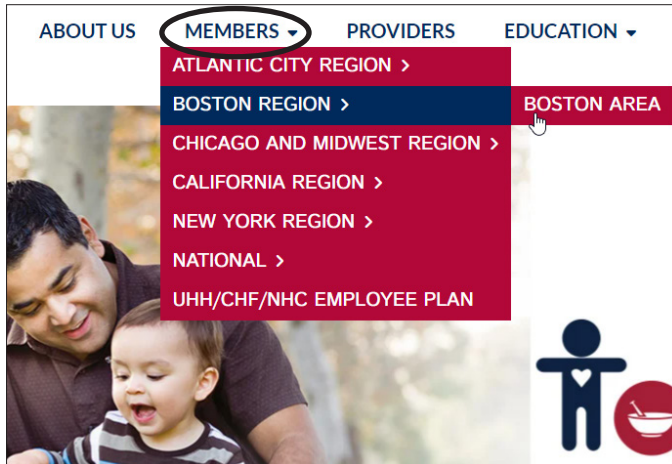 ABOUT US MEMBERS PROVIDERS EDUCATION
ATLANTIC CITY REGION >
BOSTON REGION > BOSTON AREA
CHICAGO AND MIDWEST REGION >
CALIFORNIA REGION >
NEW YORK REGION >
NATIONAL >
UHH/CHF/NHC EMPLOYEE PLAN